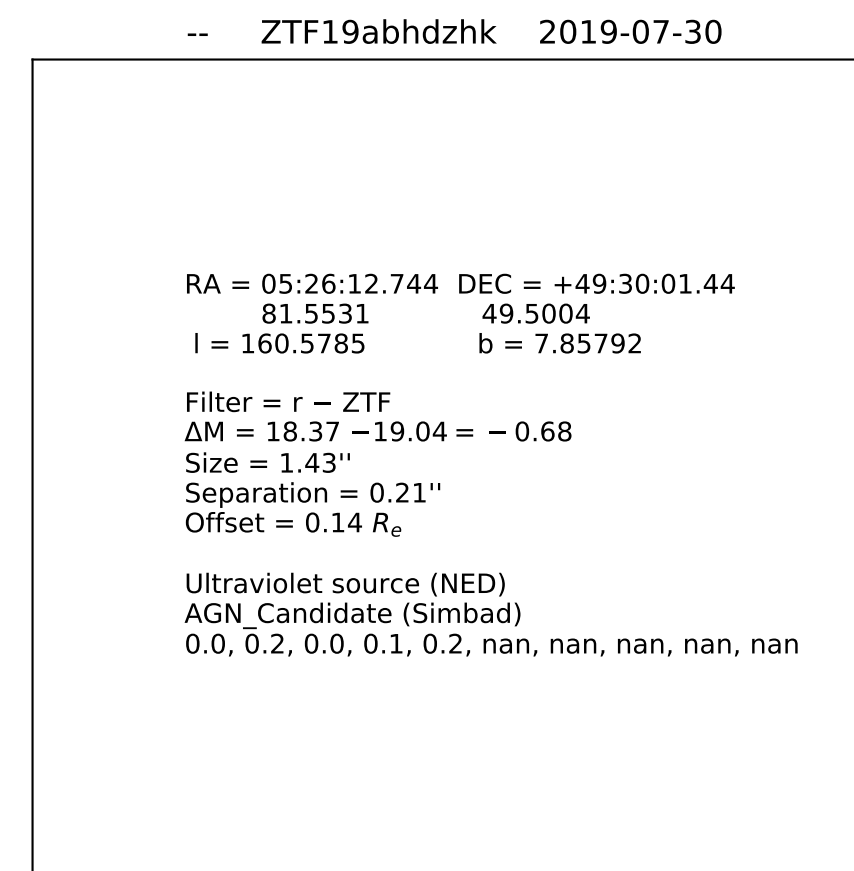 -- ZTF19abhdzhk 2019-07-30
RA = 05:26:12.744 DEC = +49:30:01.44
81.5531 49.5004
l = 160.5785 b = 7.85792
Filter = r − ZTF
ΔM = 18.37 −19.04 = − 0.68
Size = 1.43''
Separation = 0.21''
Offset = 0.14 Rₑ
Ultraviolet source (NED)
AGN_Candidate (Simbad)
0.0, 0.2, 0.0, 0.1, 0.2, nan, nan, nan, nan, nan